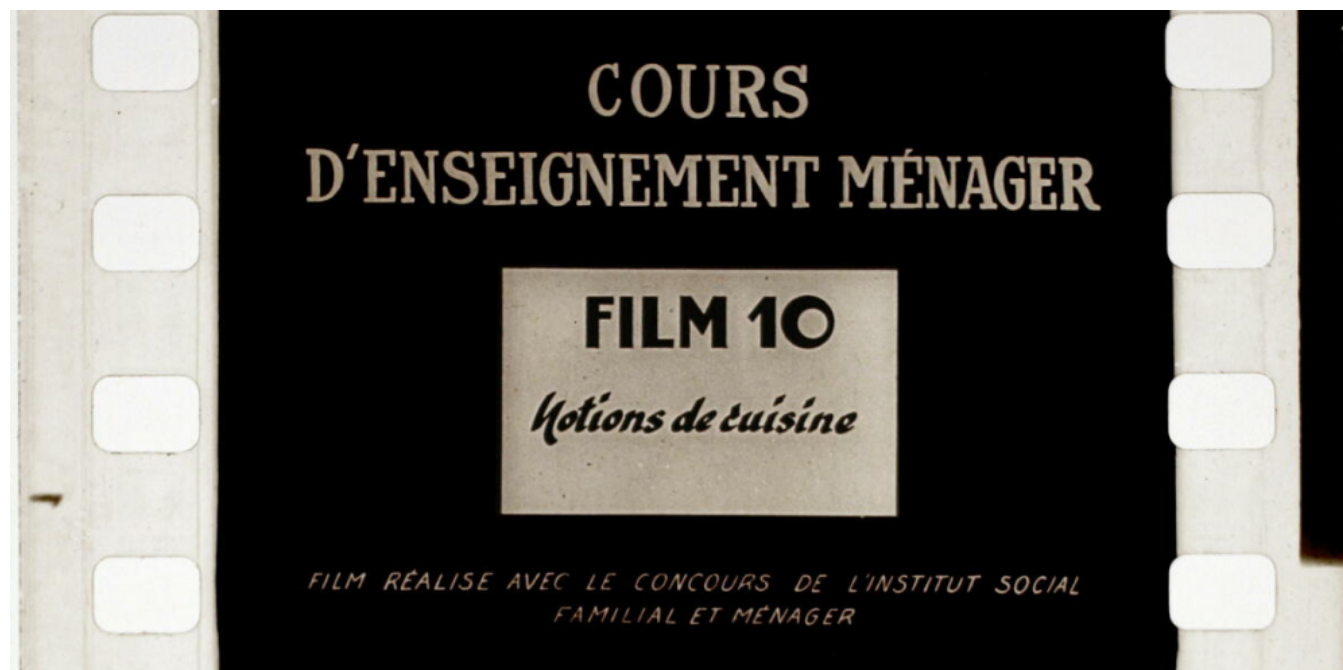 COURS
D'ENSEIGNEMENT MÉNAGER
FILM 10
Notions de cuisine
FILM RÉALISE AVEC LE CONCOURS DE L'INSTITUT SOCIAL
FAMILIAL ET MÉNAGER